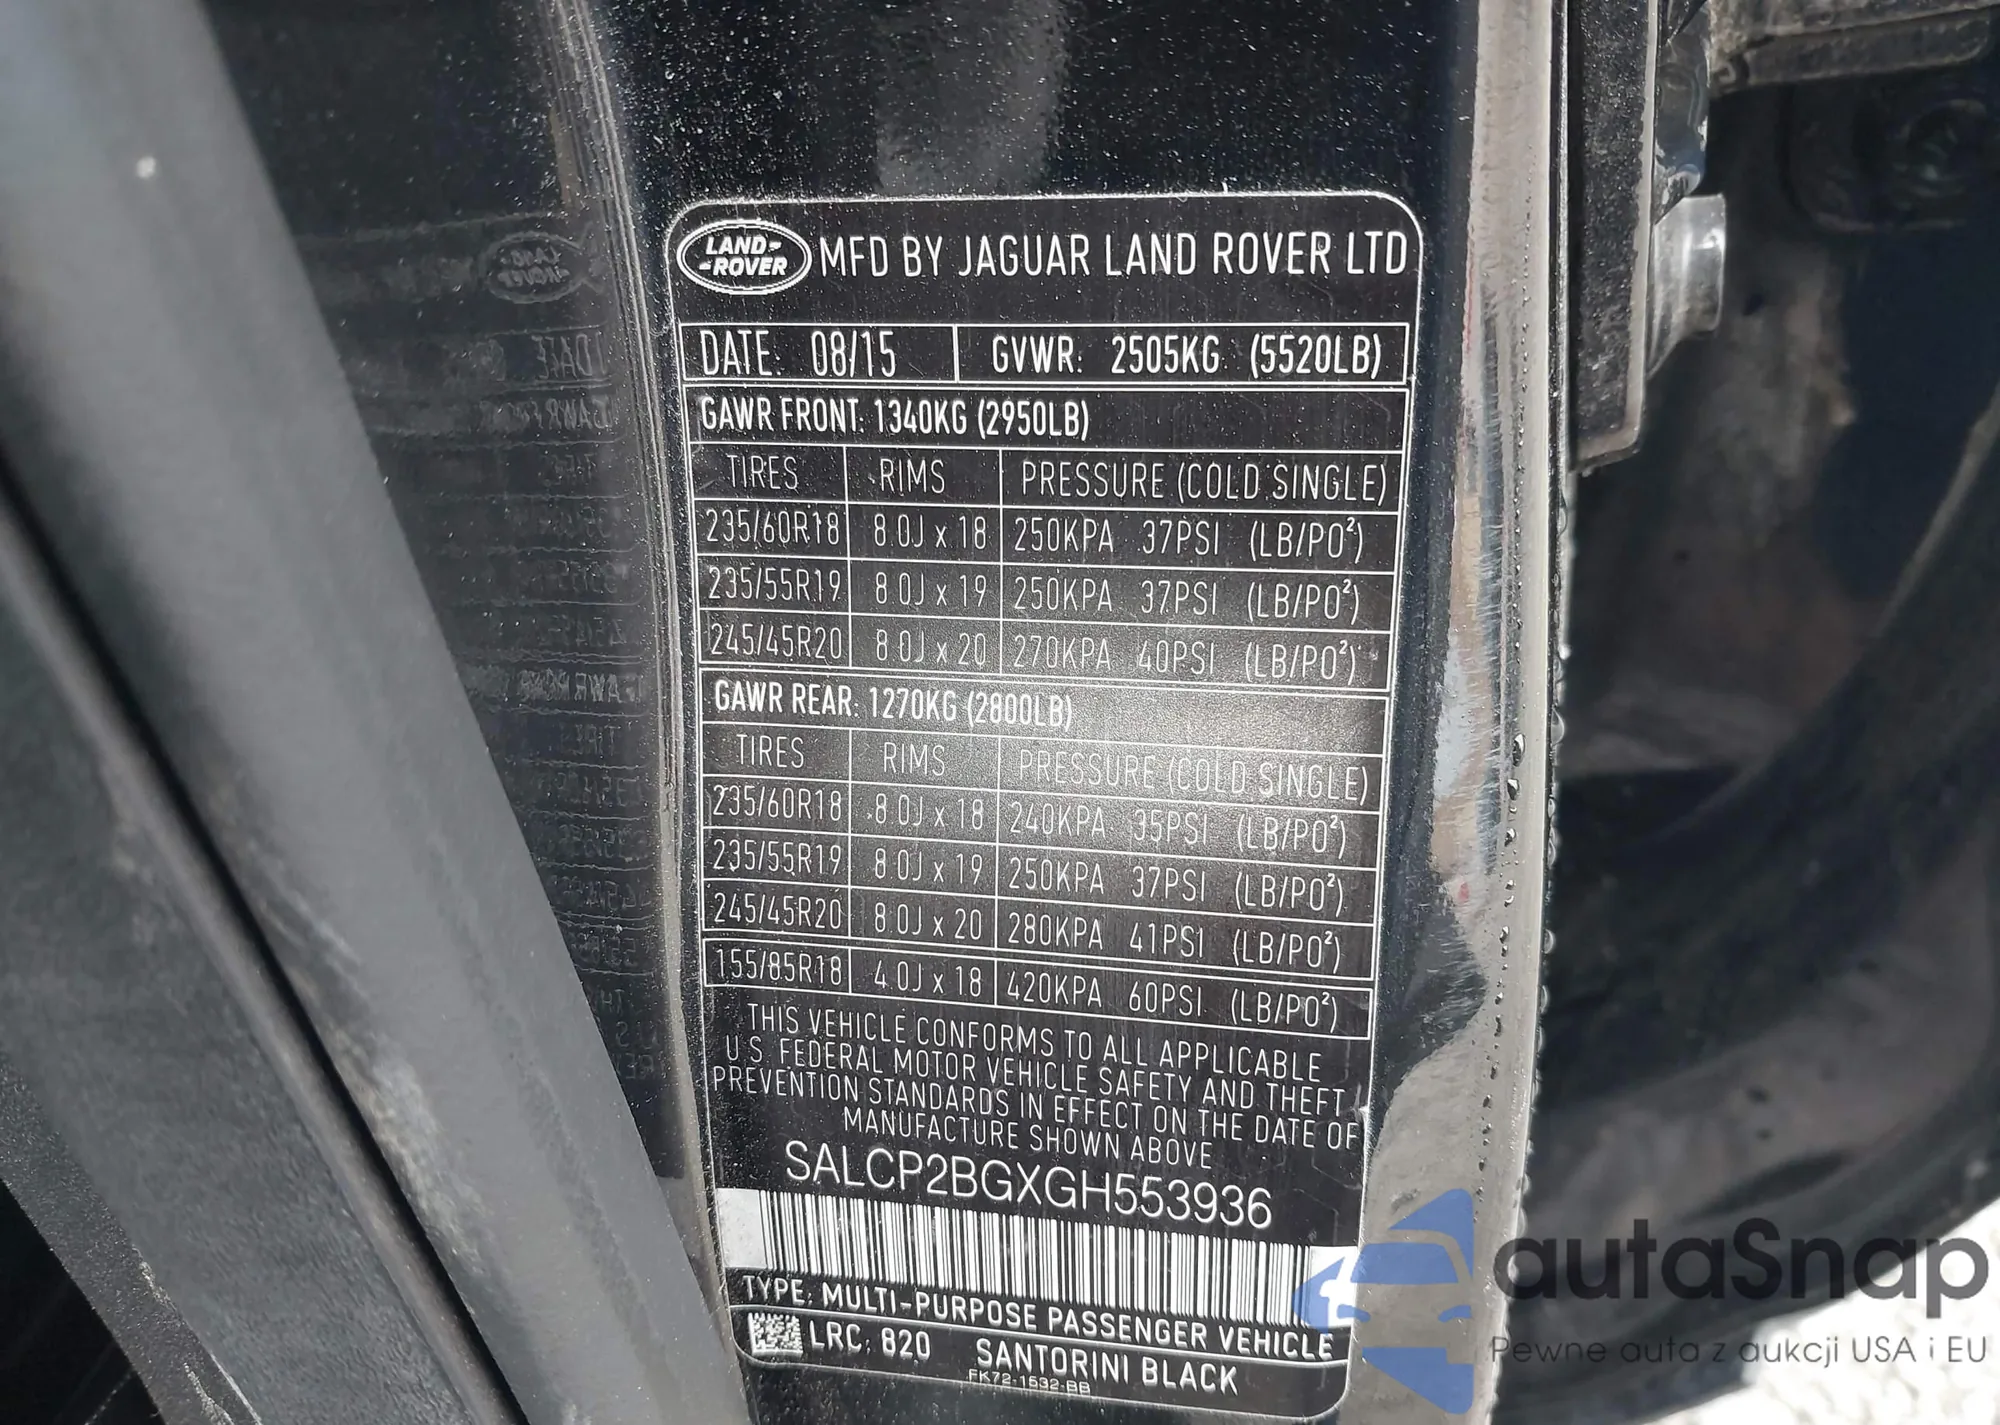 LAND-
-ROVER
MFD BY JAGUAR LAND ROVER LTD
DATE: 08/15 GVWR: 2505KG (5520LB)
GAWR FRONT: 1340KG (2950LB)
TIRES RIMS PRESSURE (COLD SINGLE)
235/60R18 8.0J x 18 250KPA 37PSI (LB/PO²)
235/55R19 8.0J x 19 250KPA 37PSI (LB/PO²)
245/45R20 8.0J x 20 270KPA 40PSI (LB/PO²)
GAWR REAR: 1270KG (2800LB)
TIRES RIMS PRESSURE (COLD SINGLE)
235/60R18 8.0J x 18 240KPA 35PSI (LB/PO²)
235/55R19 8.0J x 19 250KPA 37PSI (LB/PO²)
245/45R20 8.0J x 20 280KPA 41PSI (LB/PO²)
155/85R18 4.0J x 18 420KPA 60PSI (LB/PO²)
THIS VEHICLE CONFORMS TO ALL APPLICABLE
U.S. FEDERAL MOTOR VEHICLE SAFETY AND THEFT
PREVENTION STANDARDS IN EFFECT ON THE DATE OF
MANUFACTURE SHOWN ABOVE
SALCP2BGXGH553936
TYPE: MULTI-PURPOSE PASSENGER VEHICLE
LRC: 820 SANTORINI BLACK
FK72-1532-BB
autaSnap
Pewne auta z aukcji USA i EU